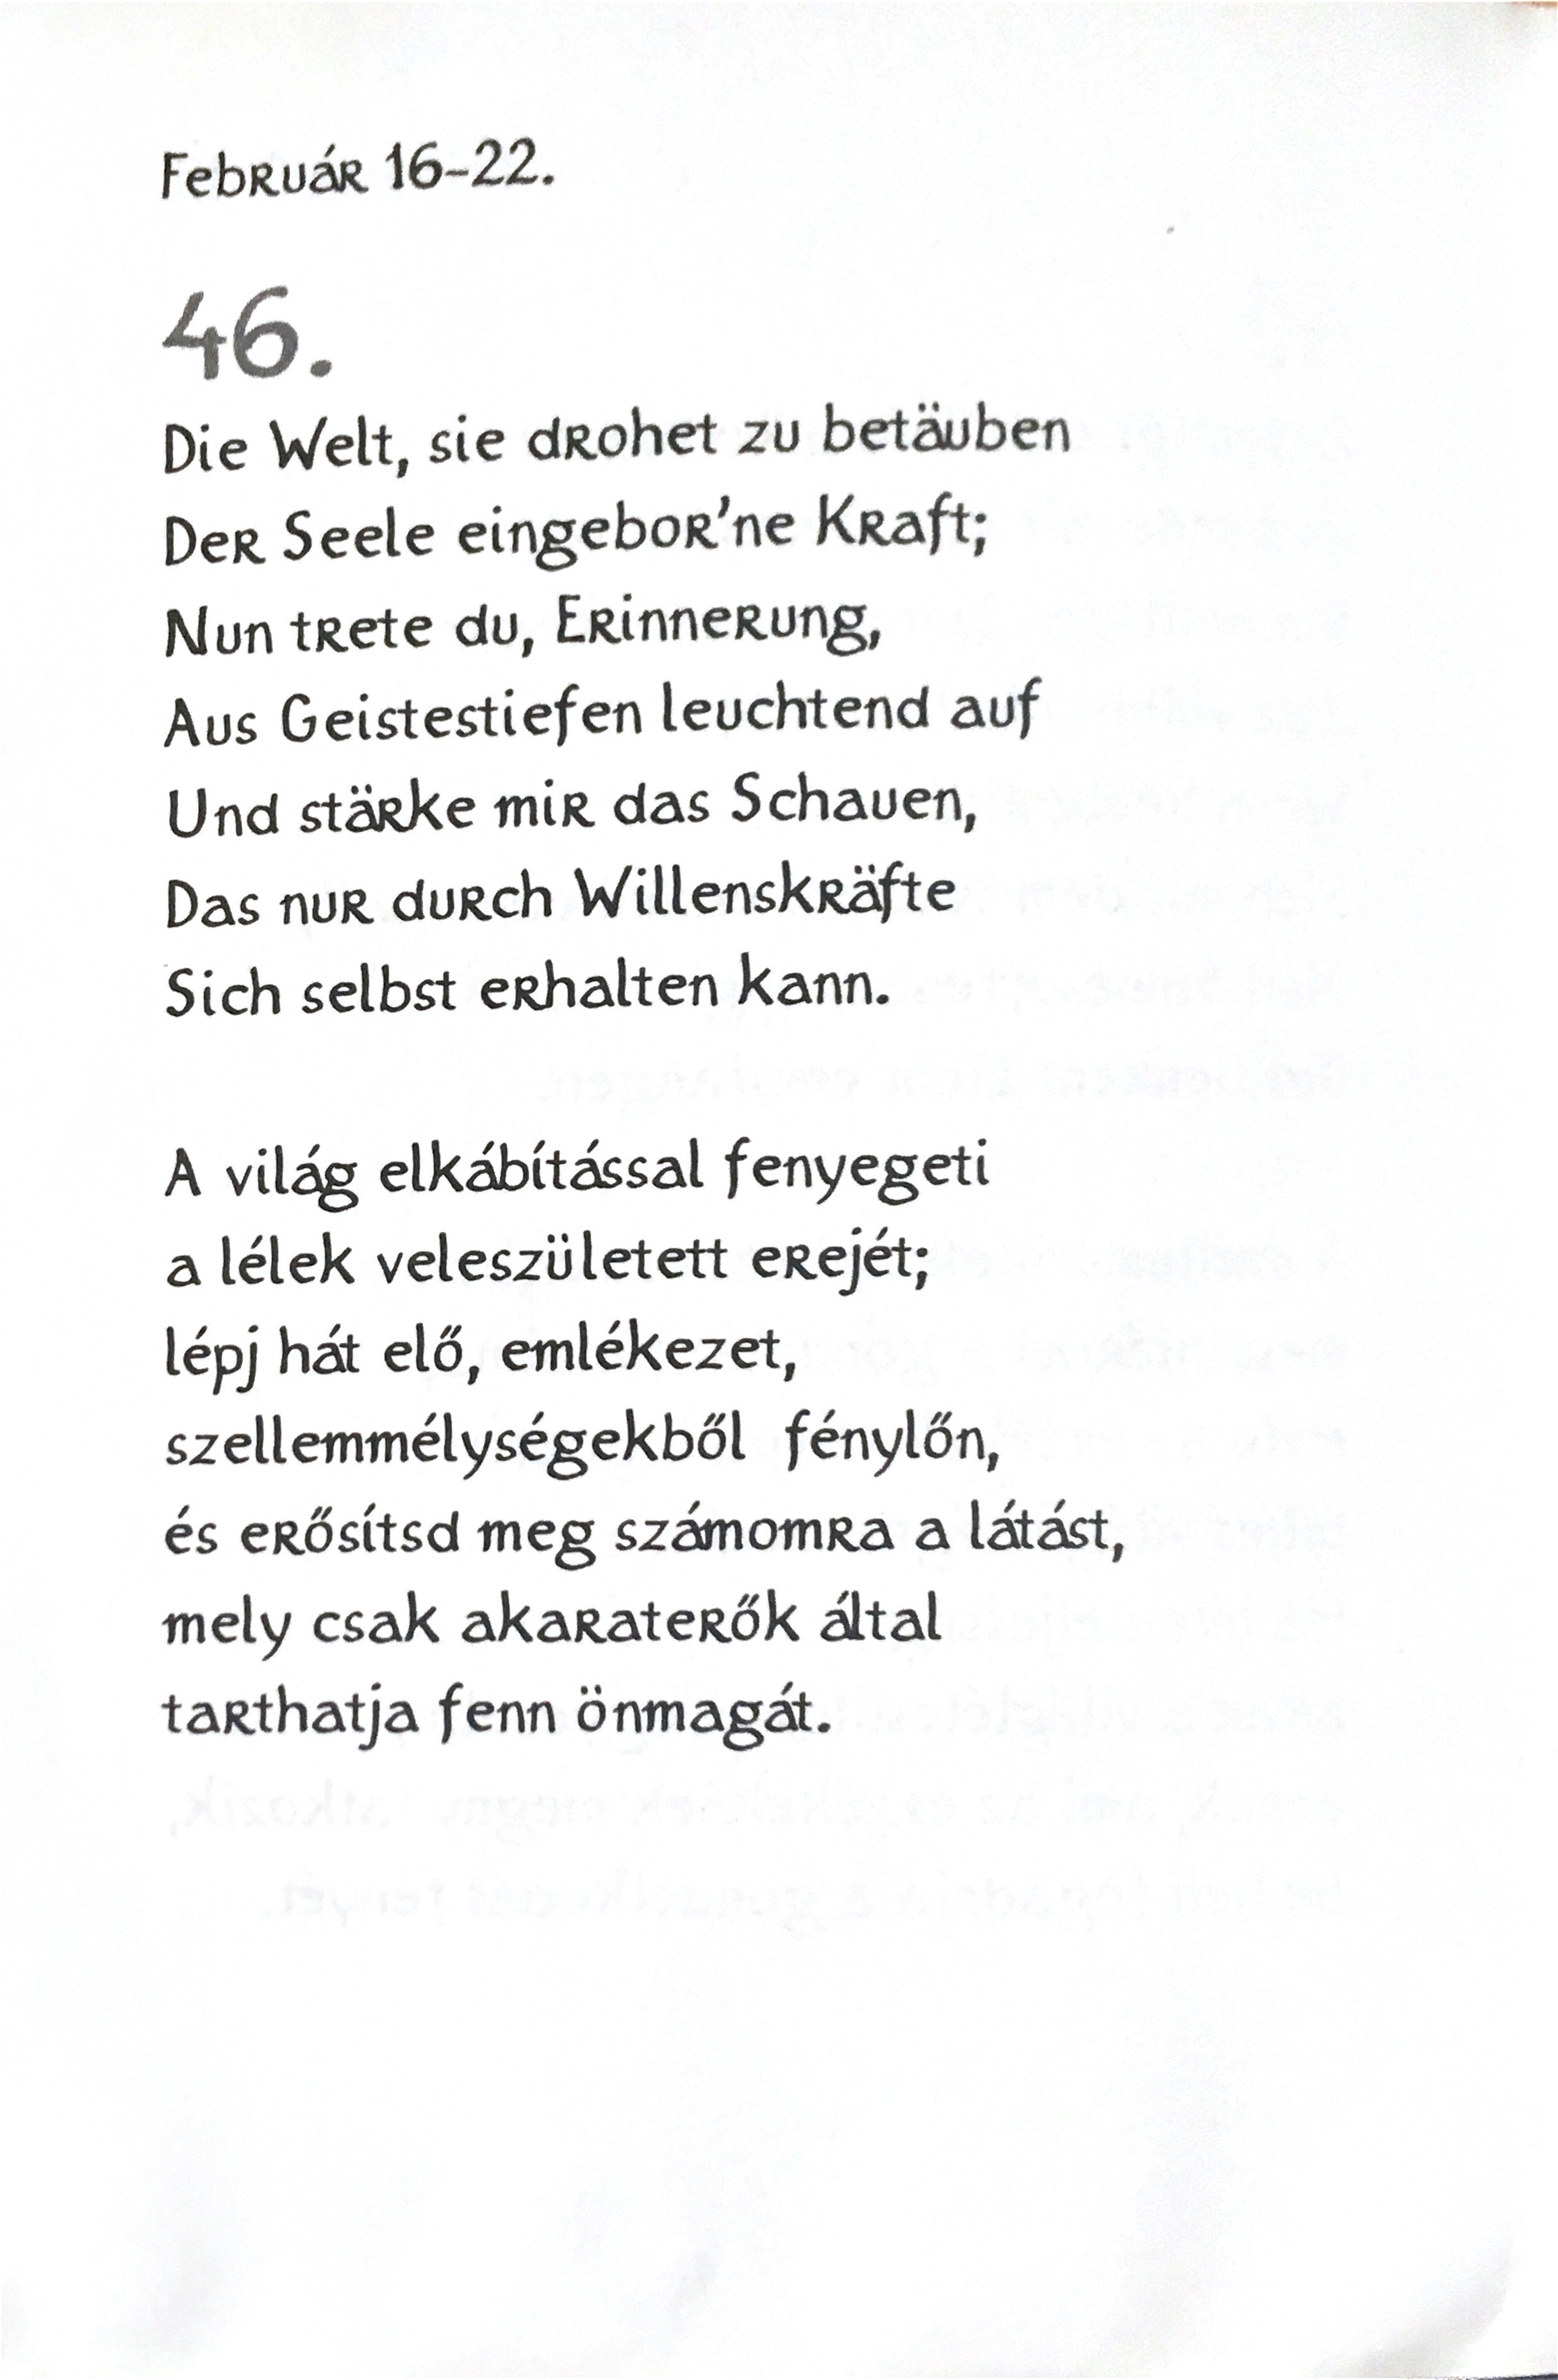 Február 16-22.
46.
Die Welt, sie drohet zu betäuben
Der Seele eingebor'ne Kraft;
Nun trete du, Erinnerung,
Aus Geistestiefen leuchtend auf
Und stärke mir das Schauen,
Das nur durch Willenskräfte
Sich selbst erhalten kann.
A világ elkábítással fenyegeti
a lélek veleszületett erejét;
lépj hát elő, emlékezet,
szellemmélységekből fénylőn,
és erősítsd meg számomra a látást,
mely csak akaraterők által
tarthatja fenn önmagát.